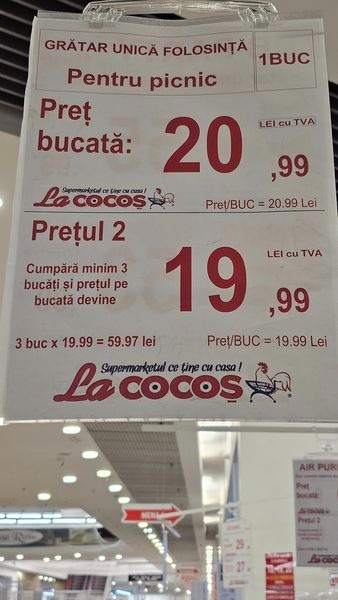 GRĂTAR UNICĂ FOLOSINȚĂ
Pentru picnic
1BUC
Preț
bucată:
20
,99
LEI cu TVA
Supermarketul ce ține cu casa !
La cocoș
Preț/BUC = 20.99 Lei
Prețul 2
Cumpără minim 3
bucăți și prețul pe
bucată devine
19
,99
LEI cu TVA
3 buc x 19.99 = 59.97 lei
Preț/BUC = 19.99 Lei
Supermarketul ce ține cu casa !
La cocoș
AIR PURI
Preț
bucată:
Prețul 2